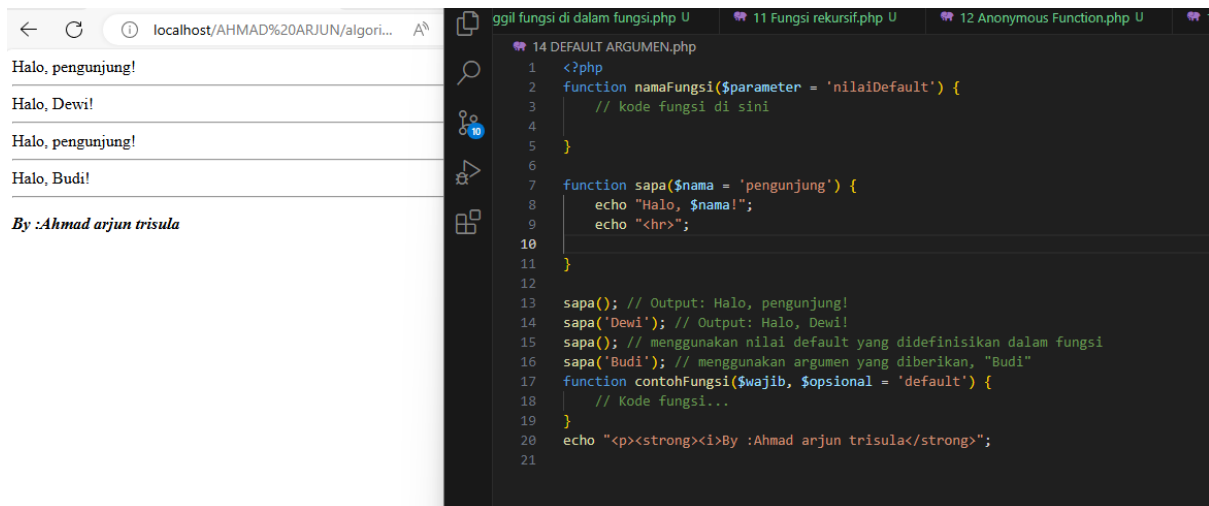 localhost/AHMAD%20ARJUN/algori...
Halo, pengunjung!
Halo, Dewi!
Halo, pengunjung!
Halo, Budi!
By :Ahmad arjun trisula
10
ggil fungsi di dalam fungsi.php U 11 Fungsi rekursif.php U 12 Anonymous Function.php U
14 DEFAULT ARGUMEN.php
1 <?php
2 function namaFungsi($parameter = 'nilaiDefault') {
3 // kode fungsi di sini
4
5 }
6
7 function sapa($nama = 'pengunjung') {
8 echo "Halo, $nama!";
9 echo "<hr>";
10
11 }
12
13 sapa(); // Output: Halo, pengunjung!
14 sapa('Dewi'); // Output: Halo, Dewi!
15 sapa(); // menggunakan nilai default yang didefinisikan dalam fungsi
16 sapa('Budi'); // menggunakan argumen yang diberikan, "Budi"
17 function contohFungsi($wajib, $opsional = 'default') {
18 // Kode fungsi...
19 }
20 echo "<p><strong><i>By :Ahmad arjun trisula</strong>";
21